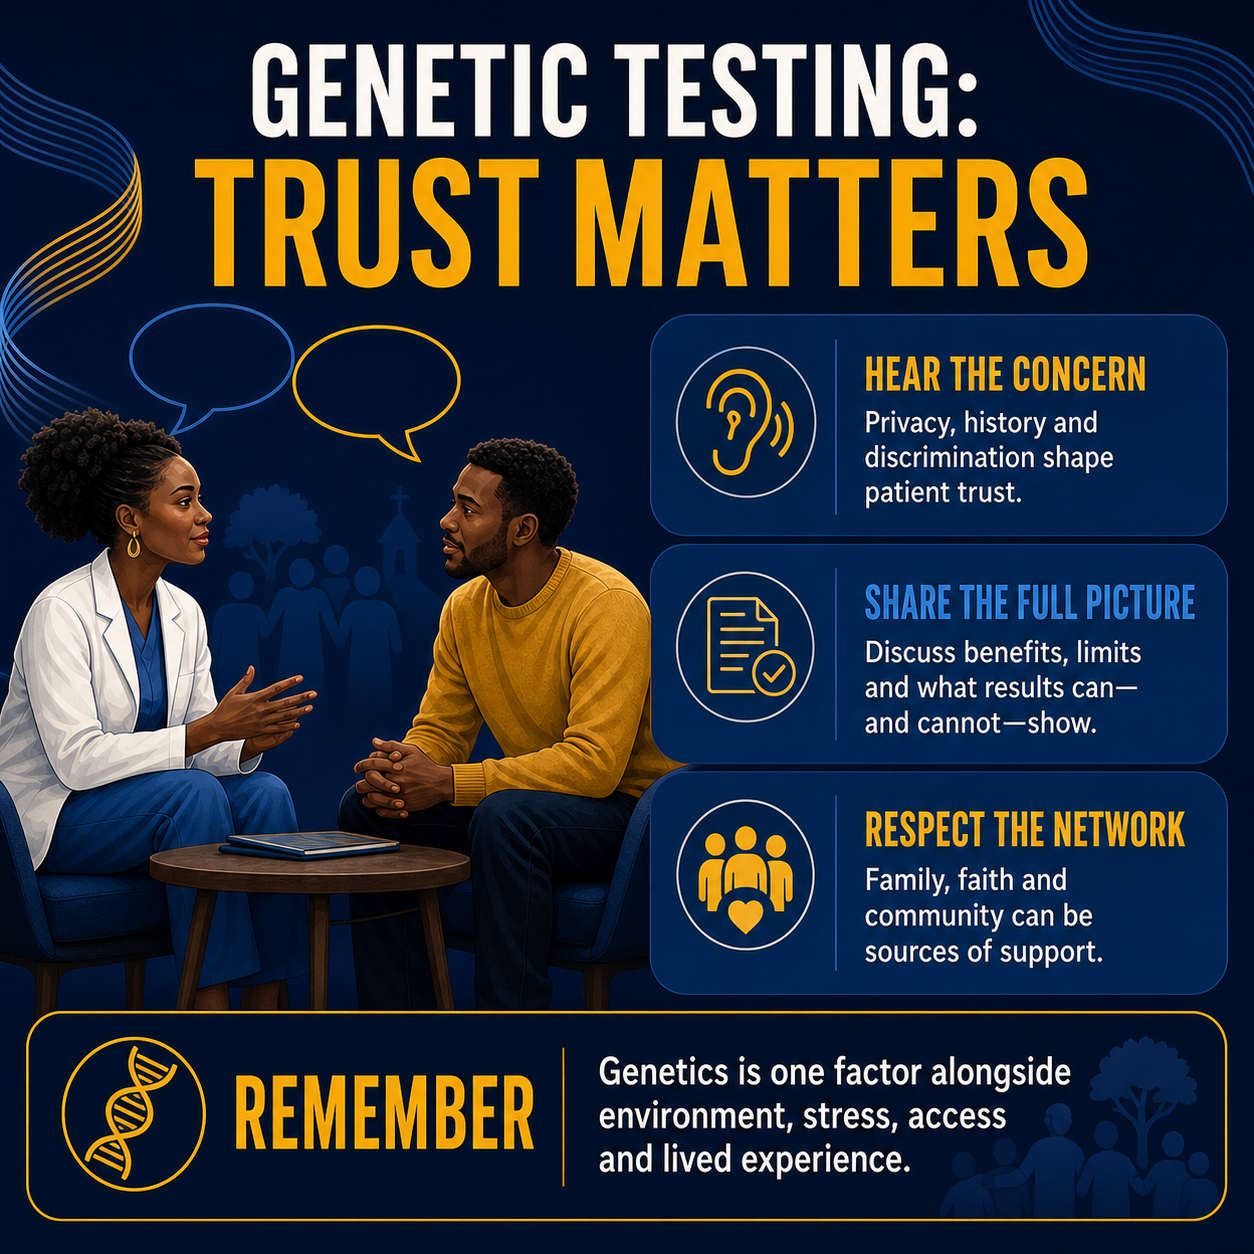 GENETIC TESTING:
TRUST MATTERS
HEAR THE CONCERN
Privacy, history and
discrimination shape
patient trust.
SHARE THE FULL PICTURE
Discuss benefits, limits
and what results can—
and cannot—show.
RESPECT THE NETWORK
Family, faith and
community can be
sources of support.
REMEMBER
Genetics is one factor alongside
environment, stress, access
and lived experience.